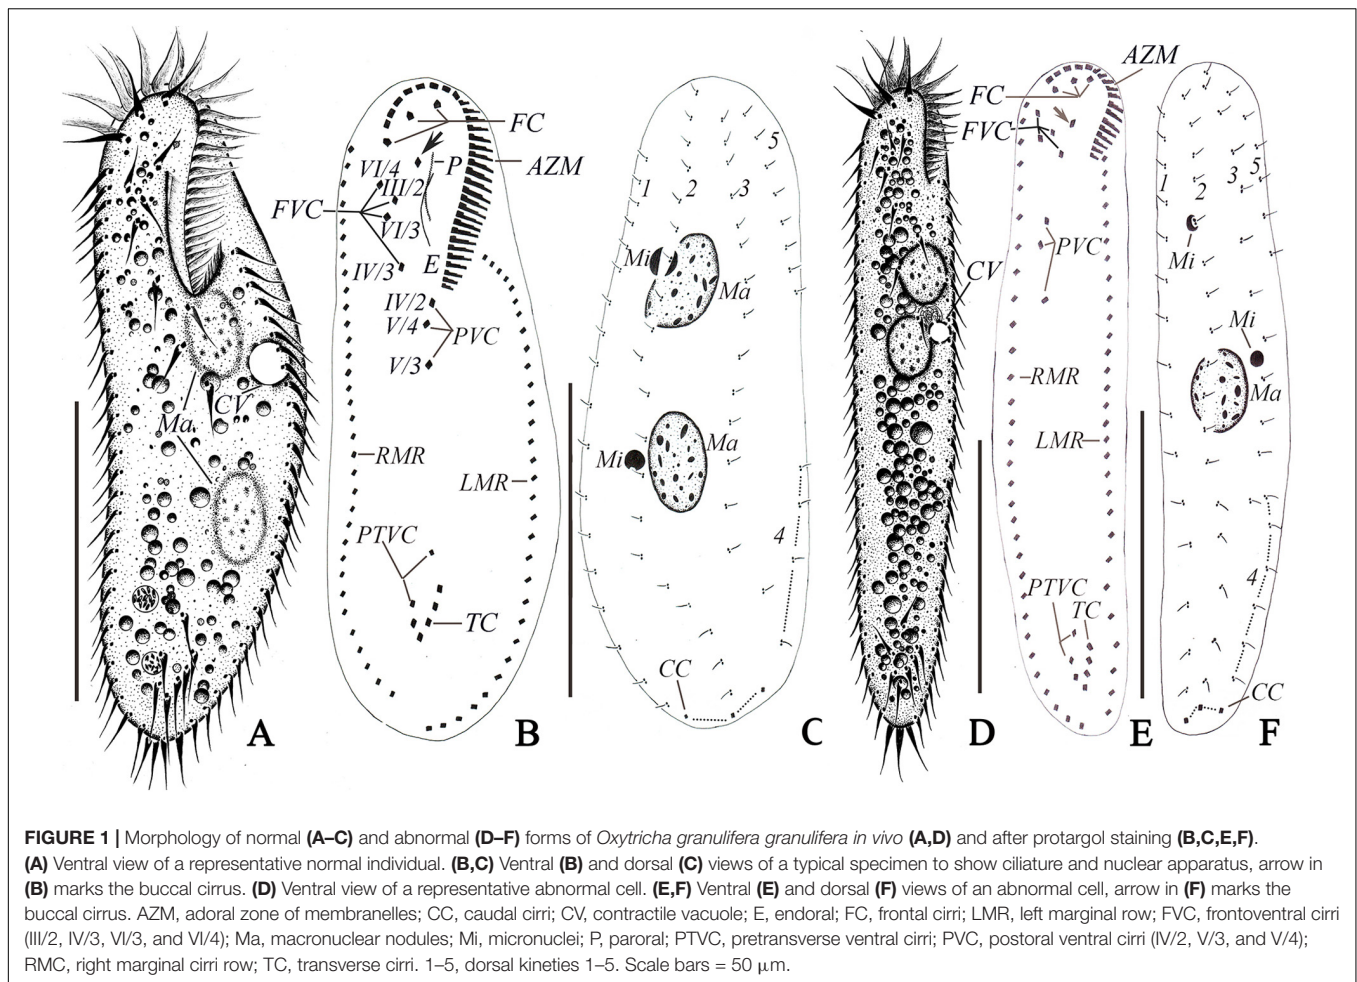 AZM
FC
FVC
5
1 2 3
P
AZM
VI/4
III/2
FVC
VI/3
E
IV/3
IV/2
V/4
PVC
V/3
Mi
Ma
CV
Ma
RMR
LMR
Mi
Ma
PTVC
TC
4
CC
A
B
C
FC
AZM
FVC
PVC
CV
RMR
LMR
PTVC
TC
5
1
2
3
Mi
Mi
Ma
4
CC
D
E
F
FC
FIGURE 1 | Morphology of normal (A–C) and abnormal (D–F) forms of Oxytricha granulifera granulifera in vivo (A,D) and after protargol staining (B,C,E,F).
(A) Ventral view of a representative normal individual. (B,C) Ventral (B) and dorsal (C) views of a typical specimen to show ciliature and nuclear apparatus, arrow in
(B) marks the buccal cirrus. (D) Ventral view of a representative abnormal cell. (E,F) Ventral (E) and dorsal (F) views of an abnormal cell, arrow in (F) marks the
buccal cirrus. AZM, adoral zone of membranelles; CC, caudal cirri; CV, contractile vacuole; E, endoral; FC, frontal cirri; LMR, left marginal row; FVC, frontoventral cirri
(III/2, IV/3, VI/3, and VI/4); Ma, macronuclear nodules; Mi, micronuclei; P, paroral; PTVC, pretransverse ventral cirri; PVC, postoral ventral cirri (IV/2, V/3, and V/4);
RMC, right marginal cirri row; TC, transverse cirri. 1–5, dorsal kineties 1–5. Scale bars = 50 μm.